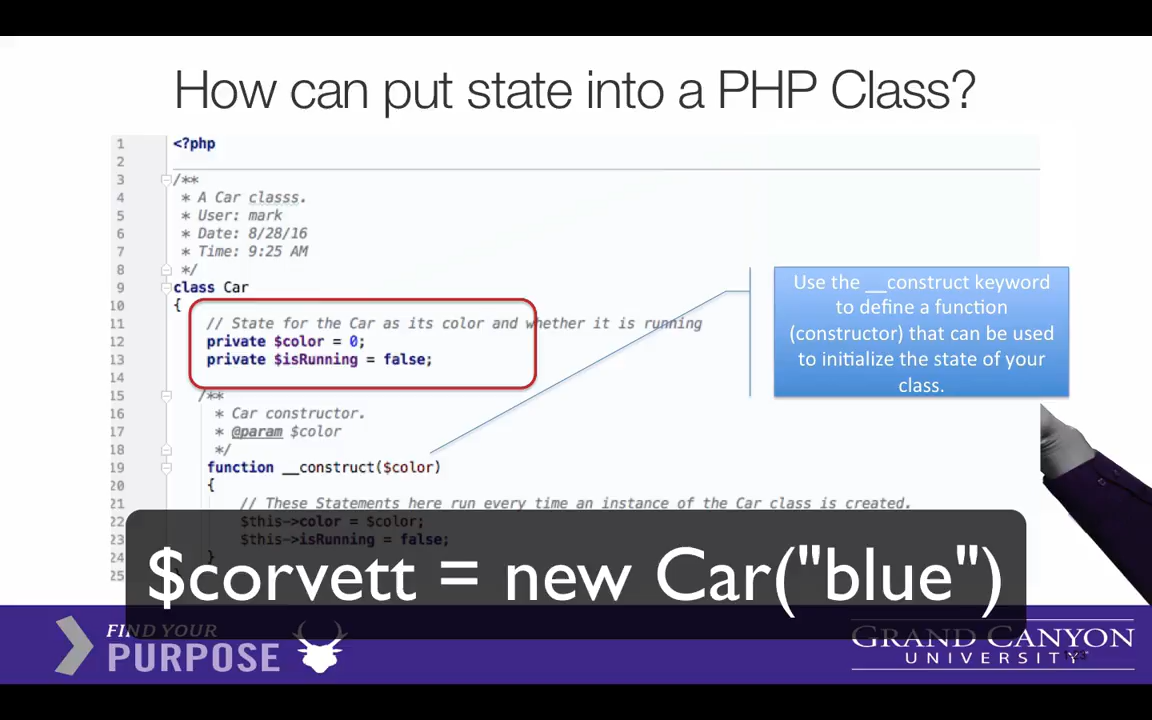 How can put state into a PHP Class?
1 <?php
2
3 /**
4 * A Car classs.
5 * User: mark
6 * Date: 8/28/16
7 * Time: 9:25 AM
8 */
9 class Car
10 {
11 // State for the Car as its color and whether it is running
12 private $color = 0;
13 private $isRunning = false;
14
15 /**
16 * Car constructor.
17 * @param $color
18 */
19 function __construct($color)
20 {
21 // These Statements here run every time an instance of the Car class is created.
22 $this->color = $color;
23 $this->isRunning = false;
24 }
25
Use the __construct keyword
to define a function
(constructor) that can be used
to initialize the state of your
class.
$corvett = new Car("blue")
FIND YOUR
PURPOSE
GRAND CANYON
UNIVERSITY